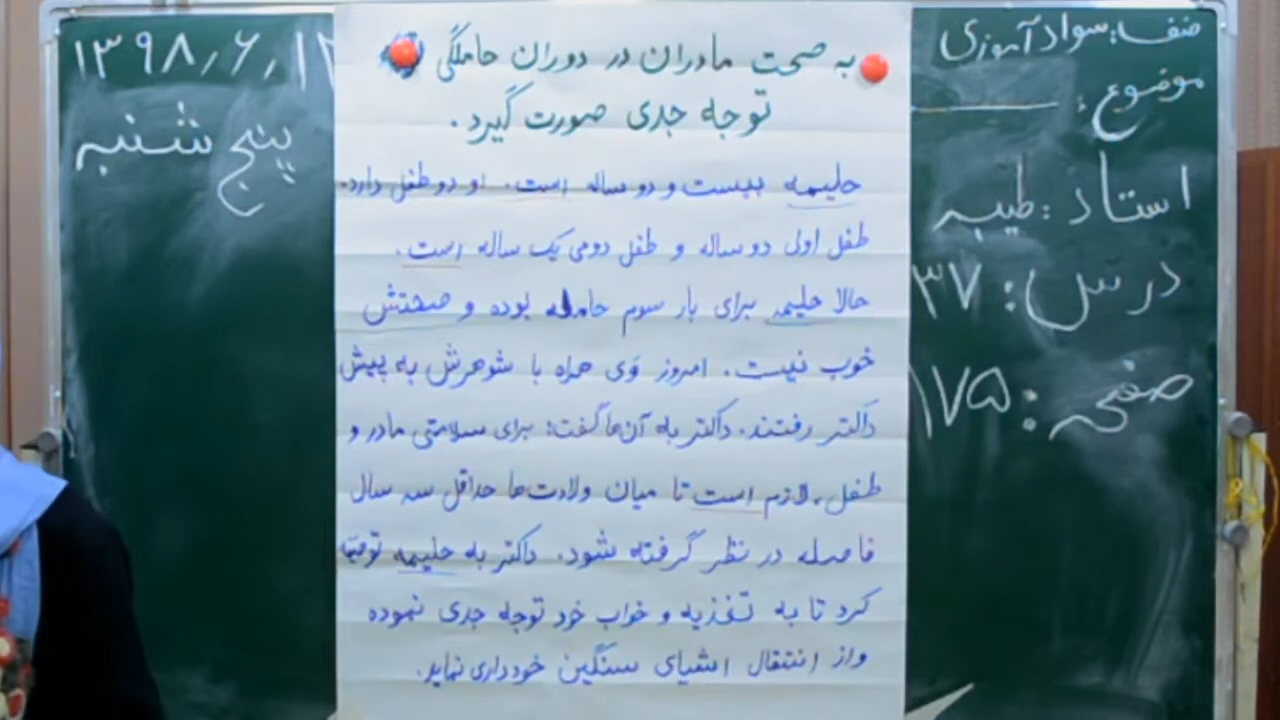 صنف: سواد آموزی
موضوع:
استاد: طیبه
درس: ۳۷
صفحه: ۱۷۵
به صحت مادران در دوران حاملگی
توجه جدی صورت گیرد.
حلیمه بیست و دو ساله است. او دو طفل دارد.
طفل اولی دو ساله و طفل دومی یک ساله است.
حالا حلیمه برای بار سوم حامله بوده و صحتش
خوب نیست. امروز وی همراه با شوهرش به پیش
داکتر رفتند. داکتر به آن‌ها گفت: برای سلامتی مادر و
طفل، لازم است تا میان ولادت‌ها حداقل سه سال
فاصله در نظر گرفته شود. داکتر به حلیمه توصیه
کرد تا به تغذیه و خواب خود توجه جدی نموده
و از انتقال اشیای سنگین خودداری نماید.
۱۳۹۸٫۶٫۱
پنج شنبه